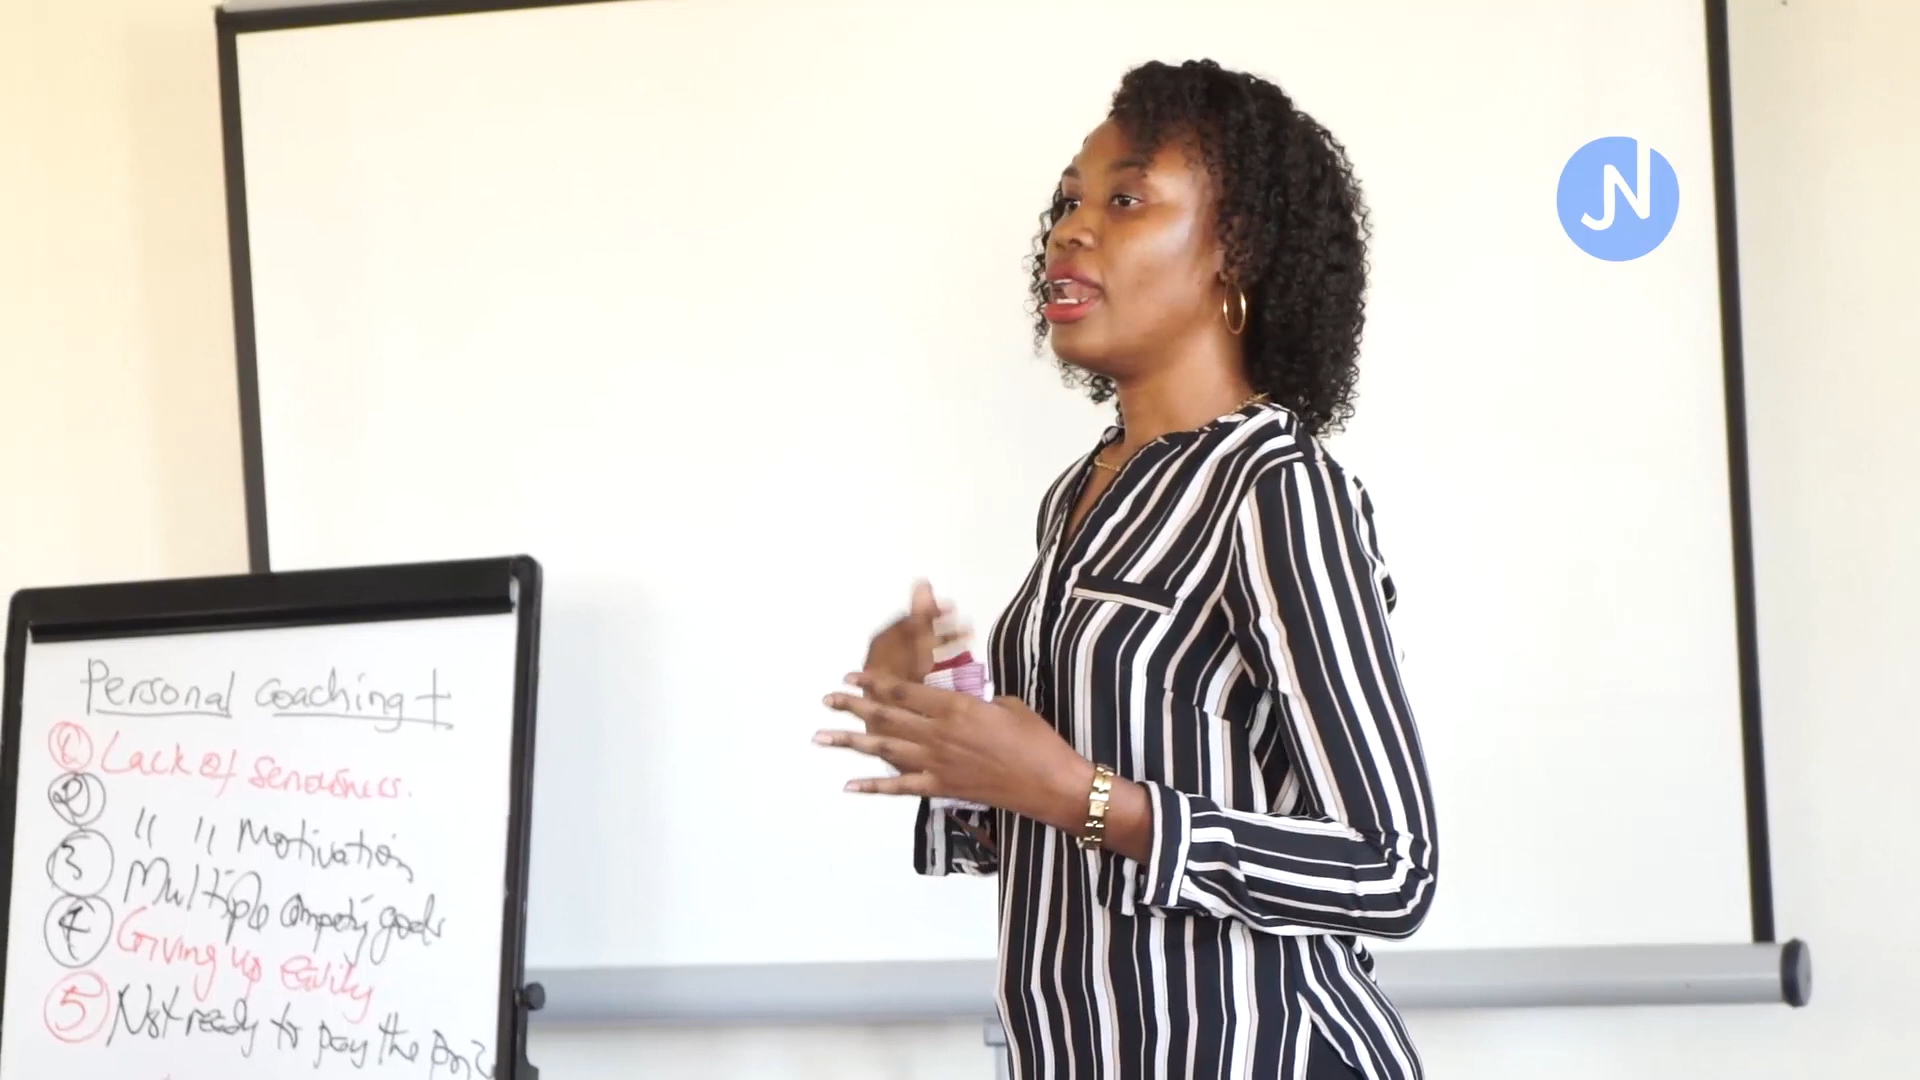 Personal Coaching +
① Lack of seriousness.
② " " Motivation
③ Multiple competing goals
④ Giving up easily
⑤ Not ready to pay the
JN